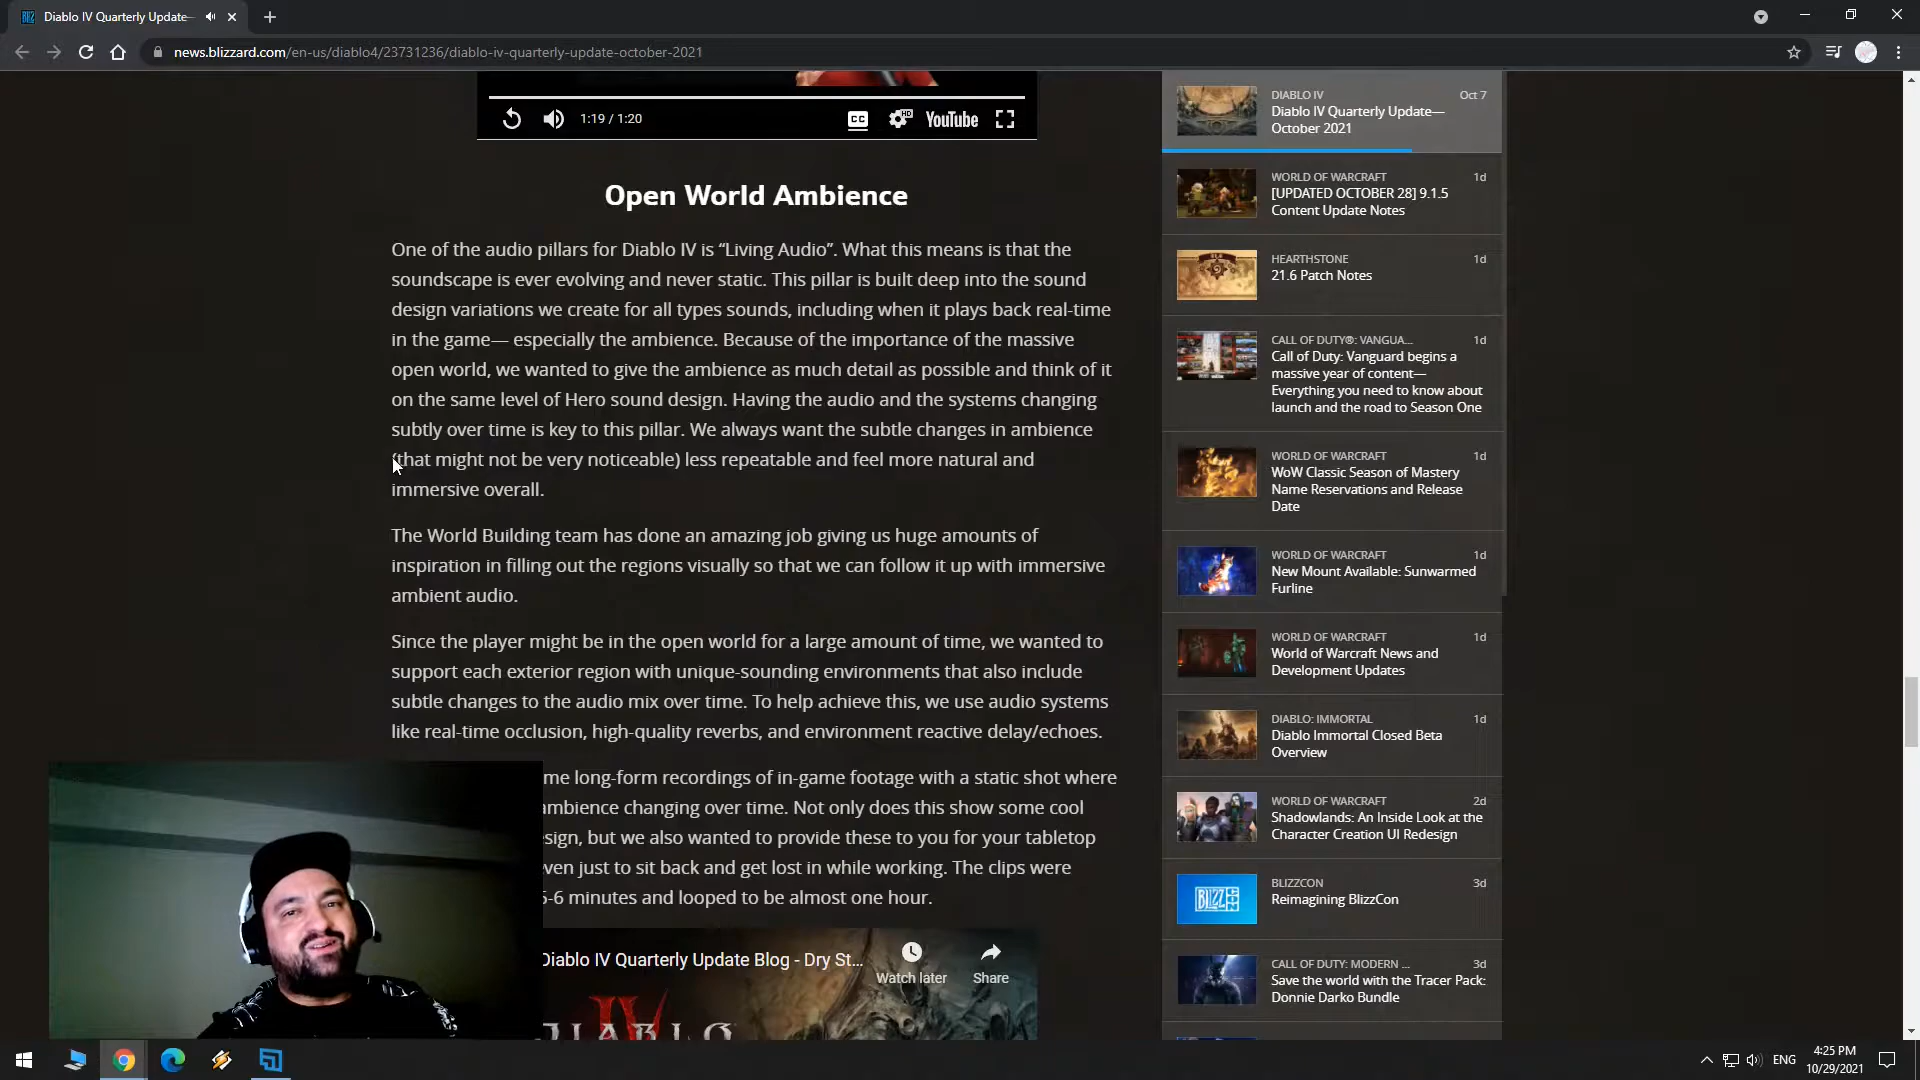 Diablo IV Quarterly Update
news.blizzard.com/en-us/diablo4/23731236/diablo-iv-quarterly-update-october-2021
1:19 / 1:20
CC
HD
YouTube
Open World Ambience
One of the audio pillars for Diablo IV is “Living Audio”. What this means is that the
soundscape is ever evolving and never static. This pillar is built deep into the sound
design variations we create for all types sounds, including when it plays back real-time
in the game— especially the ambience. Because of the importance of the massive
open world, we wanted to give the ambience as much detail as possible and think of it
on the same level of Hero sound design. Having the audio and the systems changing
subtly over time is key to this pillar. We always want the subtle changes in ambience
(that might not be very noticeable) less repeatable and feel more natural and
immersive overall.
The World Building team has done an amazing job giving us huge amounts of
inspiration in filling out the regions visually so that we can follow it up with immersive
ambient audio.
Since the player might be in the open world for a large amount of time, we wanted to
support each exterior region with unique-sounding environments that also include
subtle changes to the audio mix over time. To help achieve this, we use audio systems
like real-time occlusion, high-quality reverbs, and environment reactive delay/echoes.
me long-form recordings of in-game footage with a static shot where
ambience changing over time. Not only does this show some cool
sign, but we also wanted to provide these to you for your tabletop
ven just to sit back and get lost in while working. The clips were
5-6 minutes and looped to be almost one hour.
Diablo IV Quarterly Update Blog - Dry St...
Watch later
Share
DIABLO
IV
DIABLO IV
Oct 7
Diablo IV Quarterly Update—
October 2021
WORLD OF WARCRAFT
1d
[UPDATED OCTOBER 28] 9.1.5
Content Update Notes
HEARTHSTONE
1d
21.6 Patch Notes
CALL OF DUTY®: VANGUA...
1d
Call of Duty: Vanguard begins a
massive year of content—
Everything you need to know about
launch and the road to Season One
WORLD OF WARCRAFT
1d
WoW Classic Season of Mastery
Name Reservations and Release
Date
WORLD OF WARCRAFT
1d
New Mount Available: Sunwarmed
Furline
WORLD OF WARCRAFT
1d
World of Warcraft News and
Development Updates
DIABLO: IMMORTAL
1d
Diablo Immortal Closed Beta
Overview
WORLD OF WARCRAFT
2d
Shadowlands: An Inside Look at the
Character Creation UI Redesign
BLIZZCON
3d
Reimagining BlizzCon
CALL OF DUTY: MODERN ...
3d
Save the world with the Tracer Pack:
Donnie Darko Bundle
ENG
4:25 PM
10/29/2021